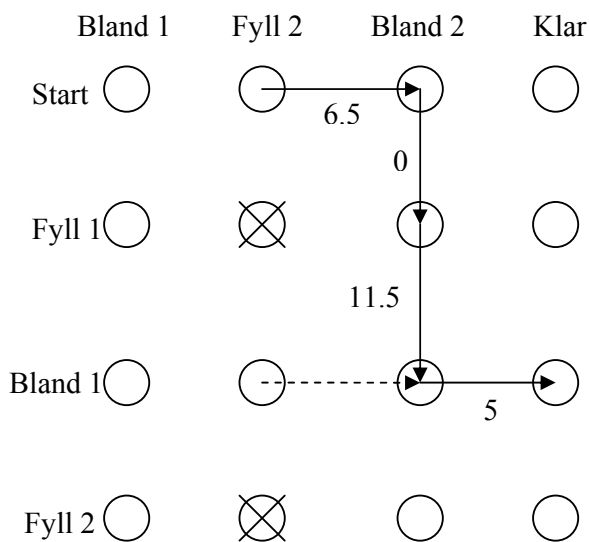 Bland 1 Fyll 2 Bland 2 Klar
Start
6.5
0
Fyll 1
11.5
Bland 1
5
Fyll 2